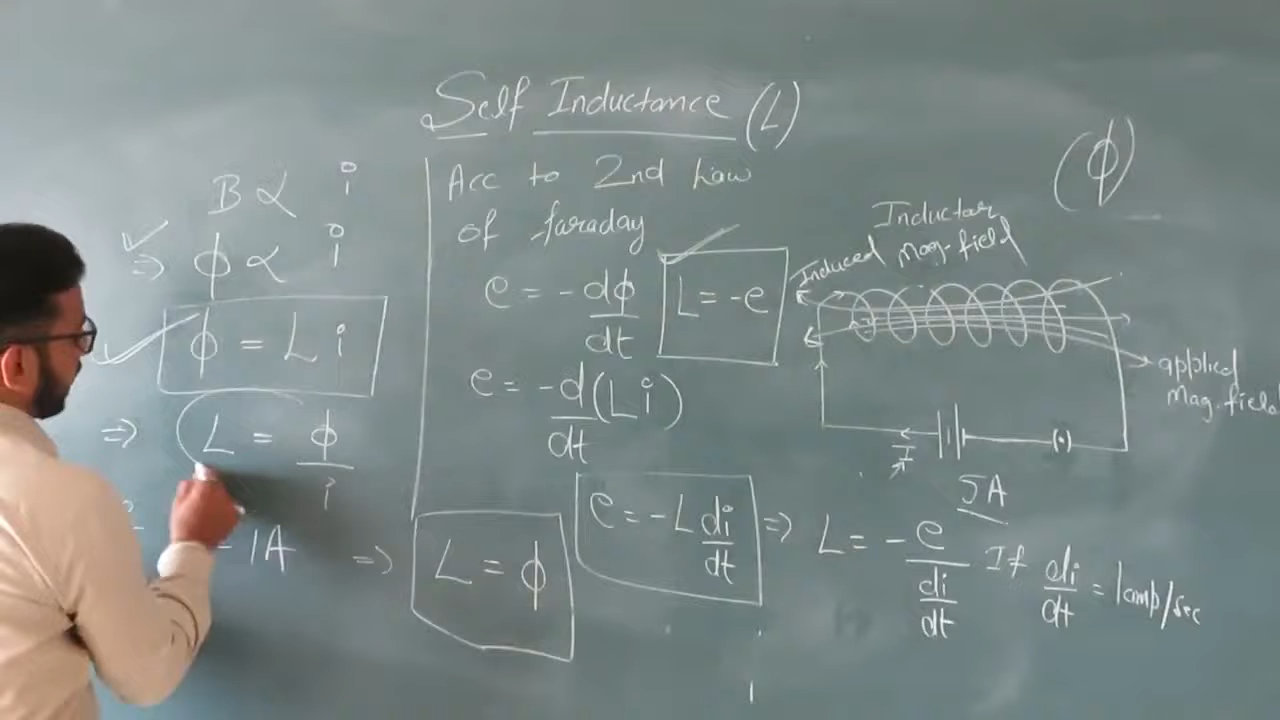 Self Inductance (L)
B ∝ i
⇒ ϕ ∝ i
ϕ = L i
⇒ L = ϕ / i
= 1A ⇒ L = ϕ
Acc to 2nd Law
of faraday
e = -dϕ/dt
L = -e
e = -d/dt (Li)
e = -L di/dt ⇒ L = -e / (di/dt) If di/dt = 1amp/sec
(ϕ)
Inductor
Induced Mag.field
applied
Mag.field
(·)
I
5A